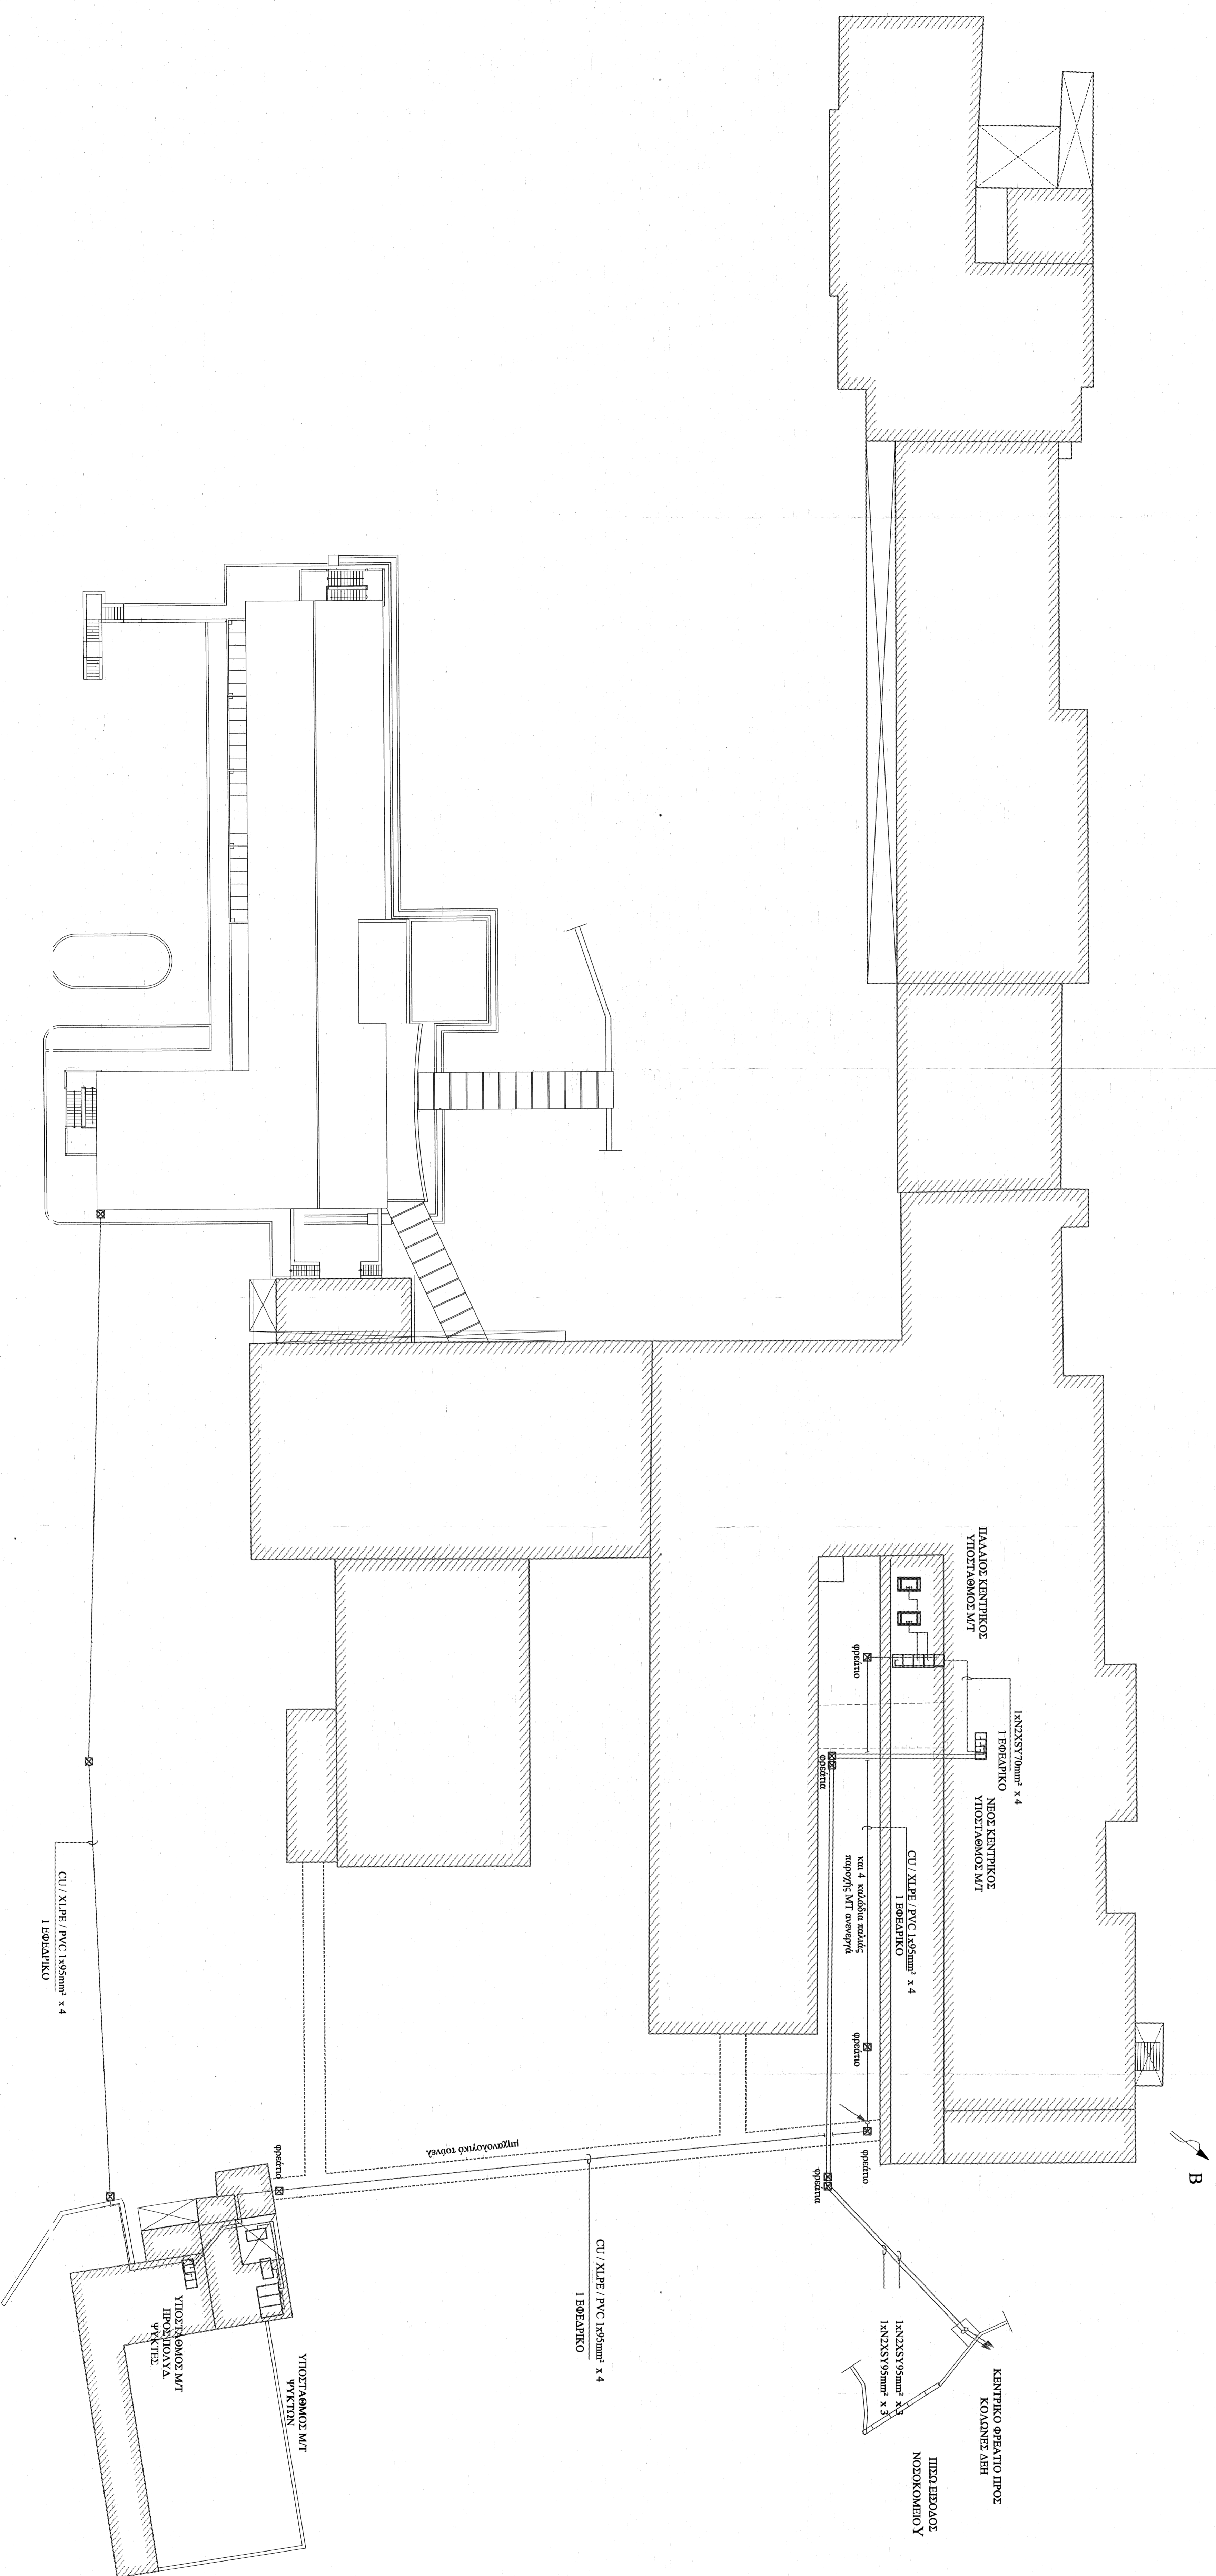 ΠΑΛΑΙΟΣ ΚΕΝΤΡΙΚΟΣ
ΥΠΟΣΤΑΘΜΟΣ Μ/Τ
1xN2XSY70mm² x 4
1 ΕΦΕΔΡΙΚΟ
ΝΕΟΣ ΚΕΝΤΡΙΚΟΣ
ΥΠΟΣΤΑΘΜΟΣ Μ/Τ
φρεάτιο
φρεάτια
CU / XLPE / PVC 1x95mm² x 4
1 ΕΦΕΔΡΙΚΟ
και 4 καλώδια παλιάς
παροχής ΜΤ ανενεργά
φρεάτιο
φρεάτιο
φρεάτια
B
1xN2XSY95mm² x 3
1xN2XSY95mm² x 3
ΚΕΝΤΡΙΚΟ ΦΡΕΑΤΙΟ ΠΡΟΣ
ΚΟΛΩΝΕΣ ΔΕΗ
ΠΙΣΩ ΕΙΣΟΔΟΣ
ΝΟΣΟΚΟΜΕΙΟΥ
μηχανολογικό τούνελ
CU / XLPE / PVC 1x95mm² x 4
1 ΕΦΕΔΡΙΚΟ
φρεάτιο
ΥΠΟΣΤΑΘΜΟΣ Μ/Τ
ΨΥΚΤΩΝ
ΥΠΟΣΤΑΘΜΟΣ Μ/Τ
ΠΡΟΣ ΠΟΛΥΔ.
ΨΥΚΤΕΣ
CU / XLPE / PVC 1x95mm² x 4
1 ΕΦΕΔΡΙΚΟ